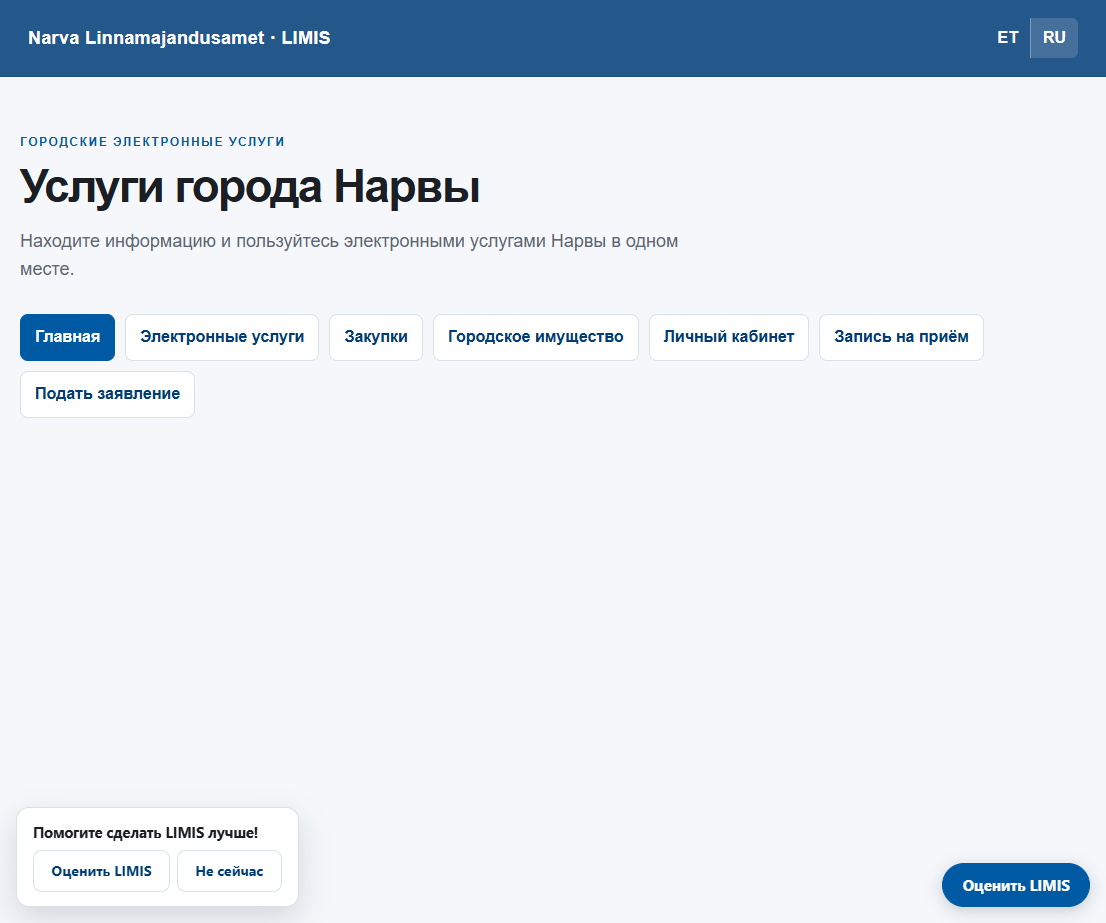 Narva Linnamajandusamet · LIMIS
ET RU
ГОРОДСКИЕ ЭЛЕКТРОННЫЕ УСЛУГИ
Услуги города Нарвы
Находите информацию и пользуйтесь электронными услугами Нарвы в одном
месте.
Главная Электронные услуги Закупки Городское имущество Личный кабинет Запись на приём
Подать заявление
Помогите сделать LIMIS лучше!
Оценить LIMIS Не сейчас
Оценить LIMIS